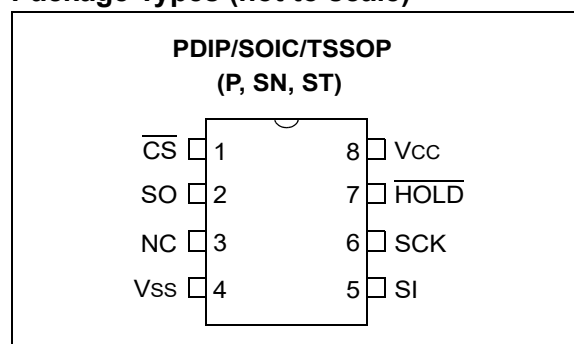 Package Types (not to scale)
PDIP/SOIC/TSSOP
(P, SN, ST)
CS 1 8 VCC
SO 2 7 HOLD
NC 3 6 SCK
VSS 4 5 SI